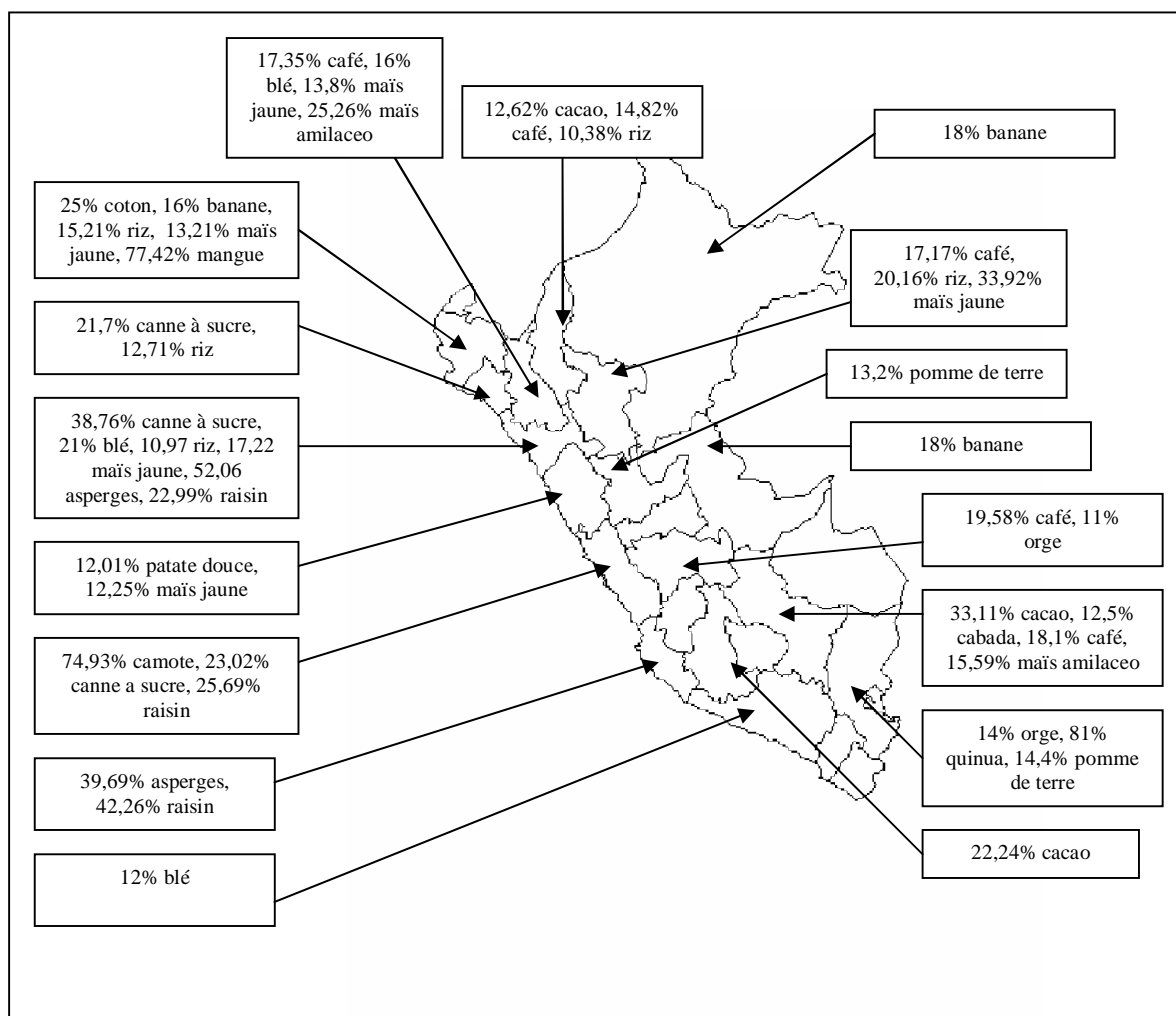 17,35% café, 16%
blé, 13,8% maïs
jaune, 25,26% maïs
amilaceo
12,62% cacao, 14,82%
café, 10,38% riz
18% banane
25% coton, 16% banane,
15,21% riz, 13,21% maïs
jaune, 77,42% mangue
17,17% café,
20,16% riz, 33,92%
maïs jaune
21,7% canne à sucre,
12,71% riz
13,2% pomme de terre
38,76% canne à sucre,
21% blé, 10,97 riz, 17,22
maïs jaune, 52,06
asperges, 22,99% raisin
18% banane
19,58% café, 11%
orge
12,01% patate douce,
12,25% maïs jaune
33,11% cacao, 12,5%
cabada, 18,1% café,
15,59% maïs amilaceo
74,93% camote, 23,02%
canne a sucre, 25,69%
raisin
14% orge, 81%
quinua, 14,4% pomme
de terre
39,69% asperges,
42,26% raisin
22,24% cacao
12% blé